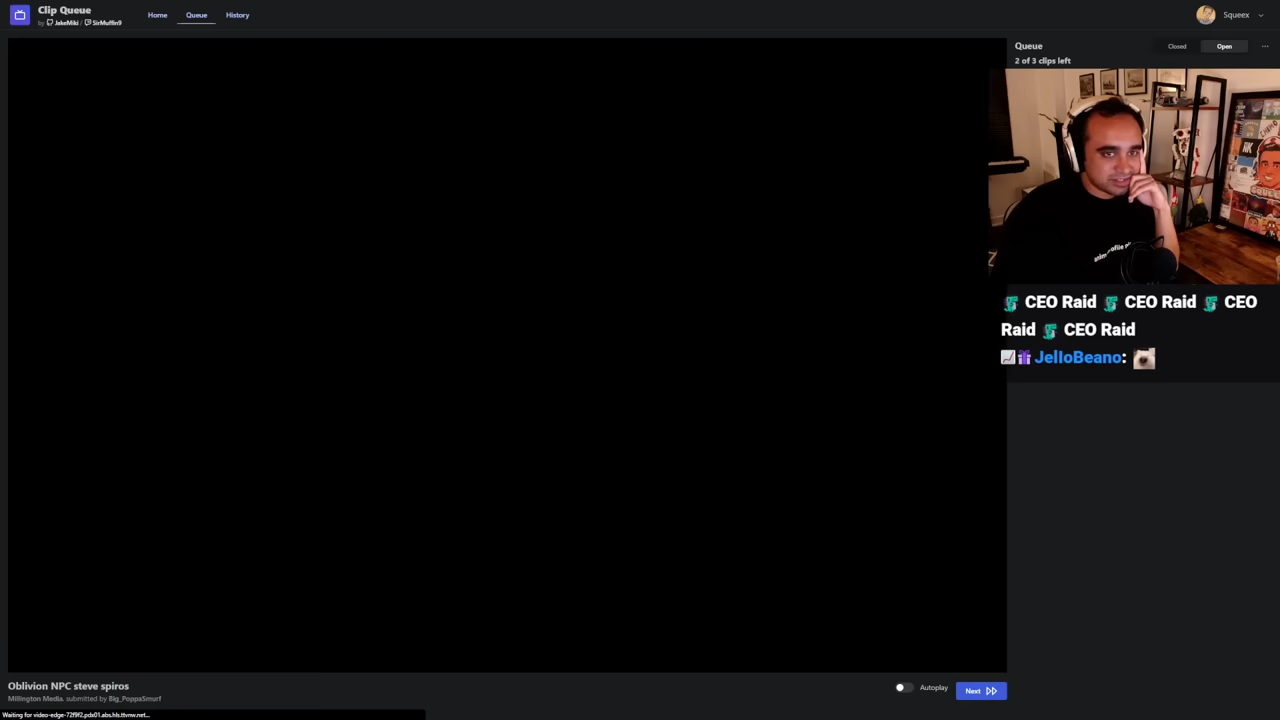 Clip Queue
by JakeMiki / SirMuffin9
Home
Queue
History
Squeex
Queue
Closed
Open
2 of 3 clips left
CEO Raid CEO Raid CEO
Raid CEO Raid
JelloBeano:
Oblivion NPC steve spiros
Millington Media. submitted by Big_PoppaSmurf
Autoplay
Next